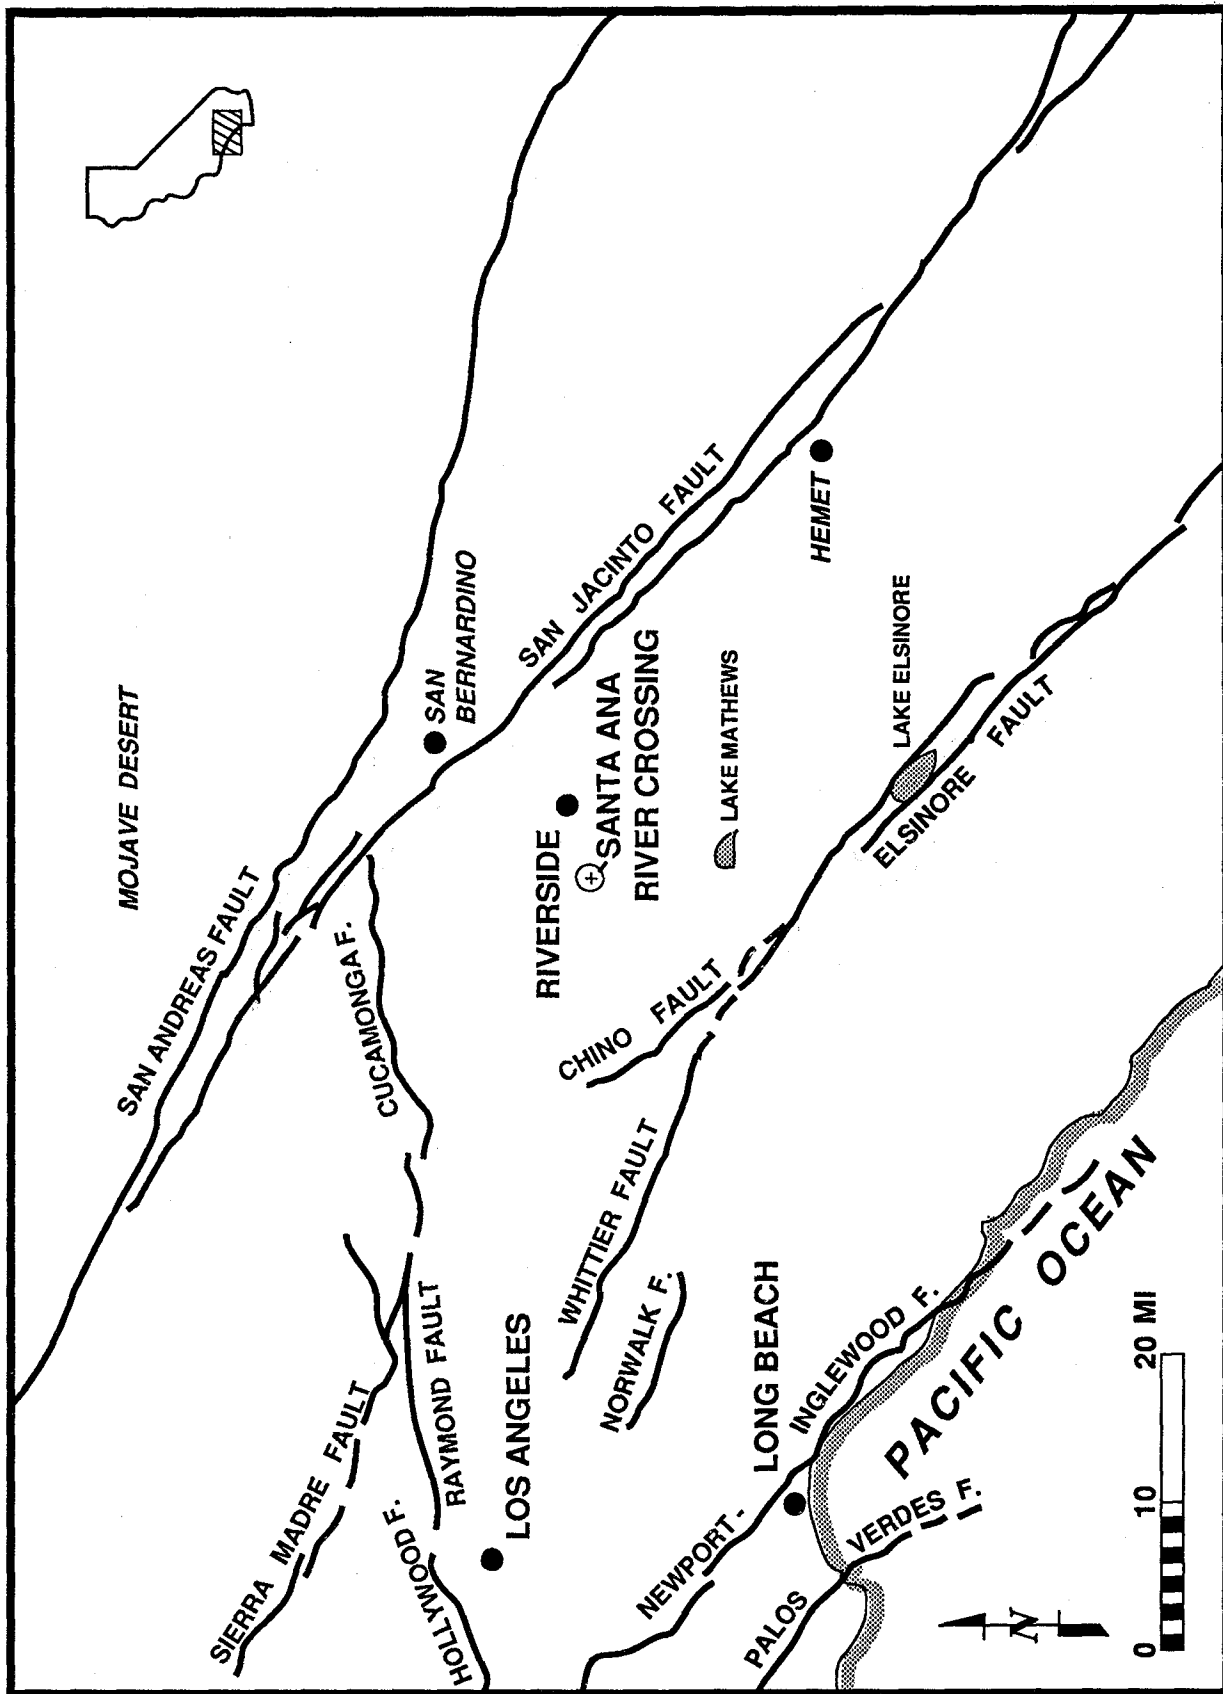 MOJAVE DESERT
SAN ANDREAS FAULT
SAN
BERNARDINO
SAN JACINTO FAULT
CUCAMONGA F.
SIERRA MADRE FAULT
RAYMOND FAULT
HOLLYWOOD F.
LOS ANGELES
RIVERSIDE
SANTA ANA
RIVER CROSSING
HEMET
LAKE MATHEWS
LAKE ELSINORE
ELSINORE FAULT
CHINO FAULT
WHITTIER FAULT
NORWALK F.
LONG BEACH
NEWPORT-
INGLEWOOD F.
PALOS
VERDES F.
PACIFIC OCEAN
N
0 10 20 MI